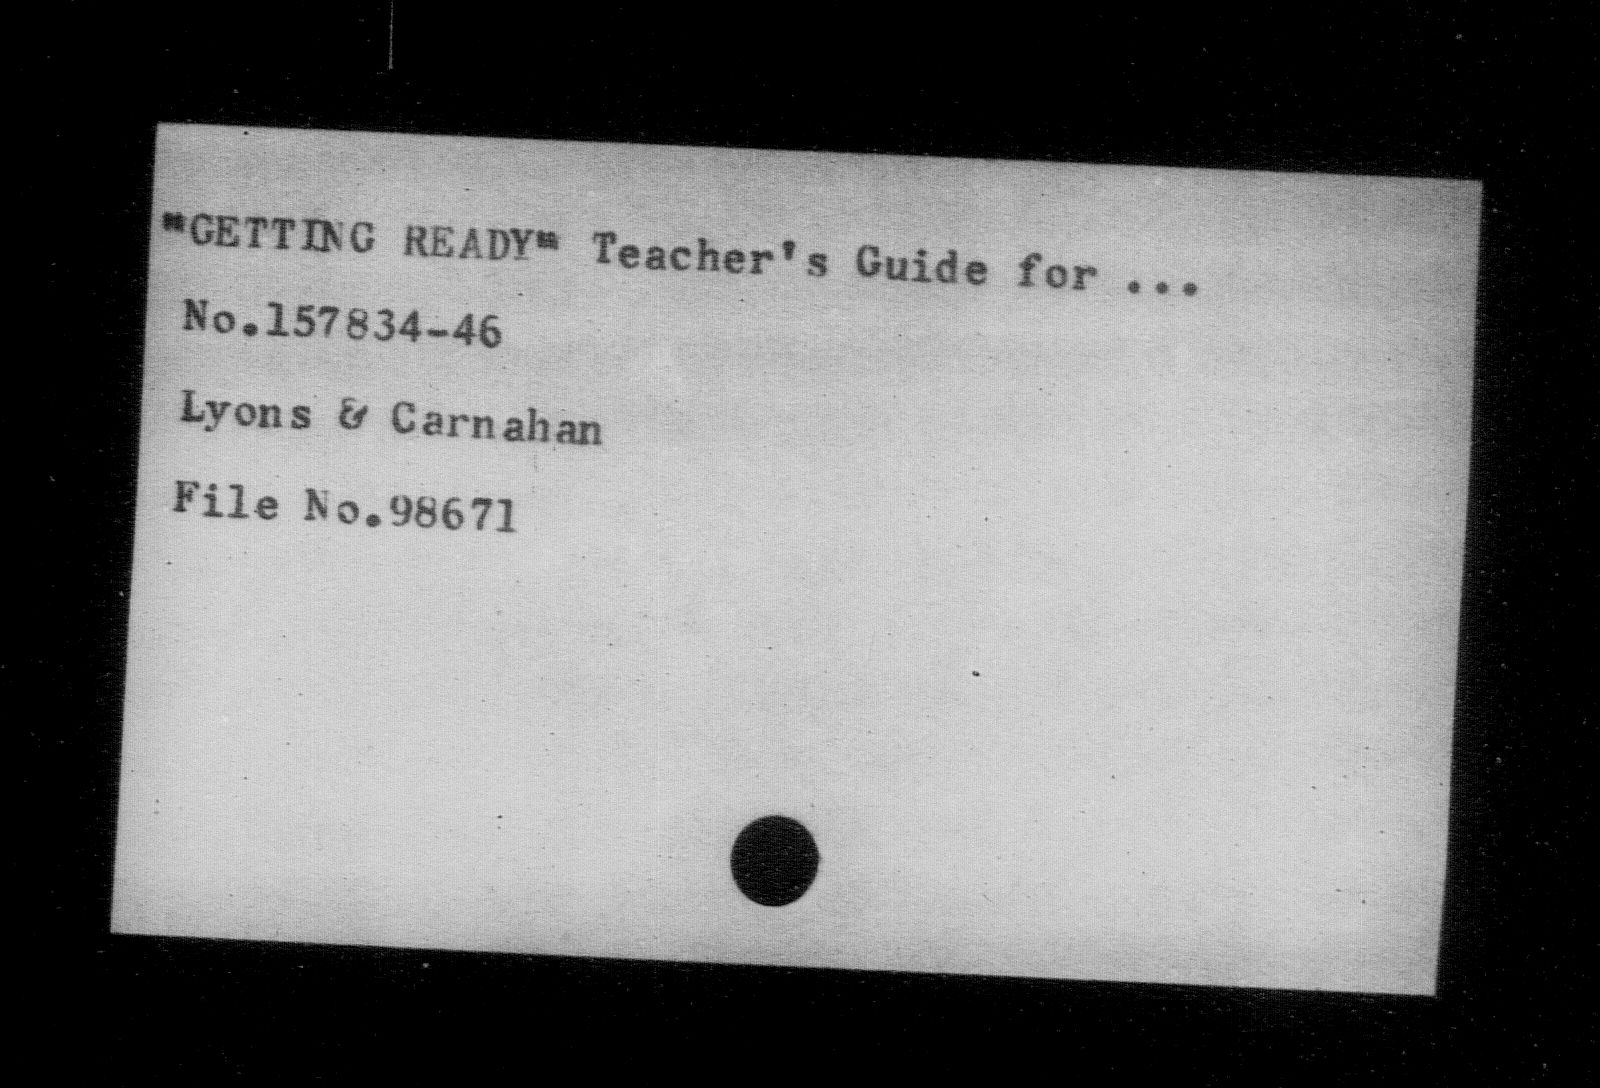 "GETTING READY" Teacher's Guide for ...
No.157834-46
Lyons & Carnahan
File No.98671